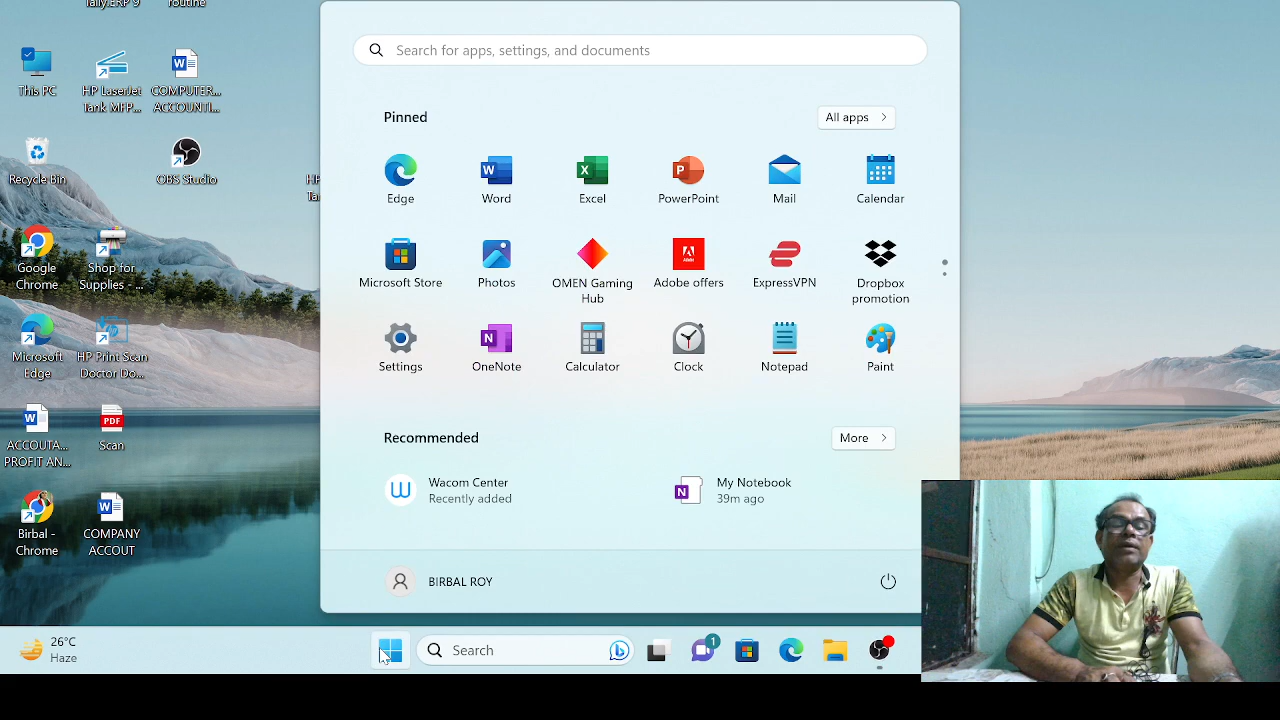 Tally.ERP 9
routine
This PC
HP LaserJet
Tank MFP...
COMPUTER...
ACCOUNTI...
Recycle Bin
OBS Studio
HP
Ta...
Google
Chrome
Shop for
Supplies - ...
Microsoft
Edge
HP Print Scan
Doctor Do...
ACCOUTA...
PROFIT AN...
PDF
Scan
Birbal -
Chrome
COMPANY
ACCOUT
Search for apps, settings, and documents
Pinned
All apps
Edge
Word
Excel
PowerPoint
Mail
Calendar
Microsoft Store
Photos
OMEN Gaming
Hub
Adobe offers
ExpressVPN
Dropbox
promotion
Settings
OneNote
Calculator
Clock
Notepad
Paint
Recommended
More
Wacom Center
Recently added
My Notebook
39m ago
BIRBAL ROY
26°C
Haze
Search
1